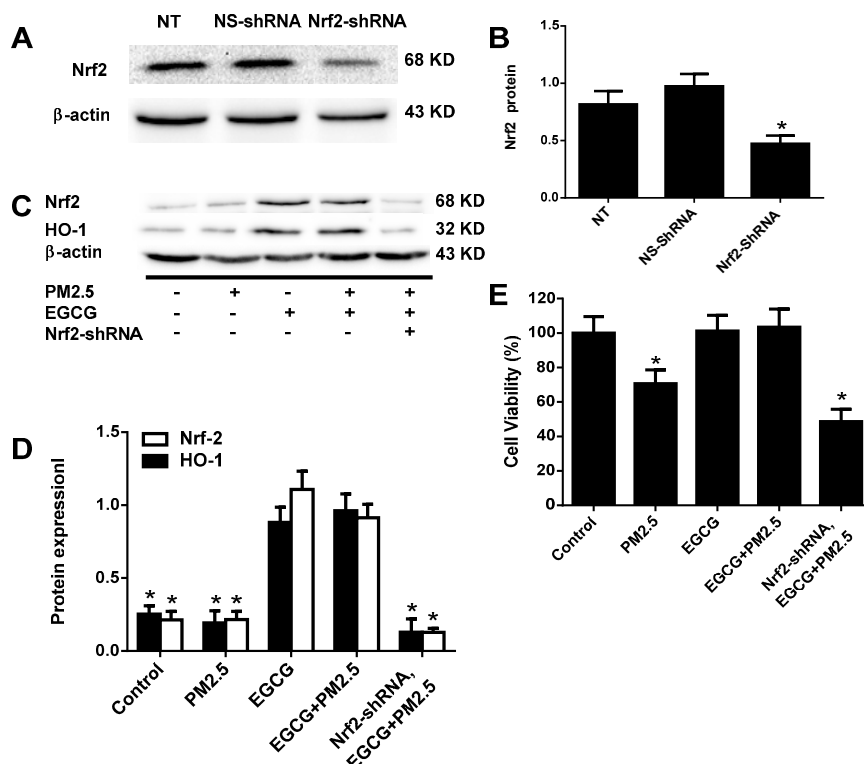 A
NT NS-shRNA Nrf2-shRNA
Nrf2 68 KD
β-actin 43 KD
B
Nrf2 protein
1.5
1.0
0.5
0.0
*
NT
NS-ShRNA
Nrf2-ShRNA
C
Nrf2 68 KD
HO-1 32 KD
β-actin 43 KD
PM2.5 - + - + +
EGCG - - + + +
Nrf2-shRNA - - - - +
D
Nrf-2
HO-1
Protein expressionl
1.5
1.0
0.5
0.0
* * * * * *
Control
PM2.5
EGCG
EGCG+PM2.5
Nrf2-shRNA,
EGCG+PM2.5
E
Cell Viability (%)
120
100
80
60
40
20
0
* *
Control
PM2.5
EGCG
EGCG+PM2.5
Nrf2-shRNA,
EGCG+PM2.5